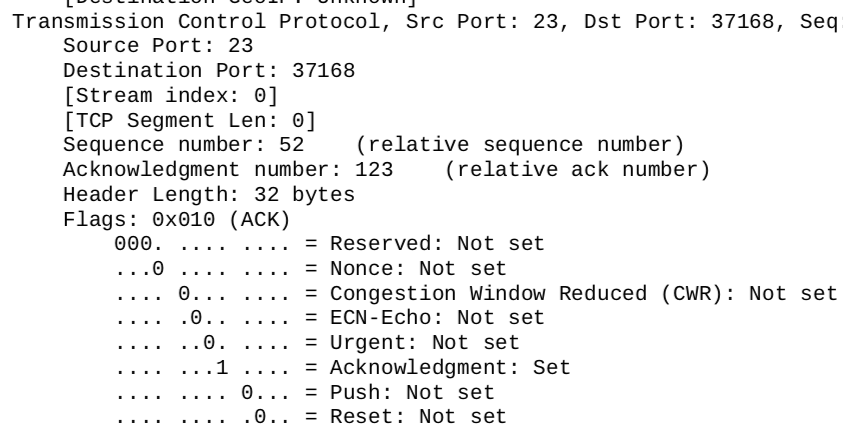 [Destination GeoIP: Unknown]
Transmission Control Protocol, Src Port: 23, Dst Port: 37168, Seq:
Source Port: 23
Destination Port: 37168
[Stream index: 0]
[TCP Segment Len: 0]
Sequence number: 52    (relative sequence number)
Acknowledgment number: 123    (relative ack number)
Header Length: 32 bytes
Flags: 0x010 (ACK)
000. .... .... = Reserved: Not set
...0 .... .... = Nonce: Not set
.... 0... .... = Congestion Window Reduced (CWR): Not set
.... .0.. .... = ECN-Echo: Not set
.... ..0. .... = Urgent: Not set
.... ...1 .... = Acknowledgment: Set
.... .... 0... = Push: Not set
.... .... .0.. = Reset: Not set